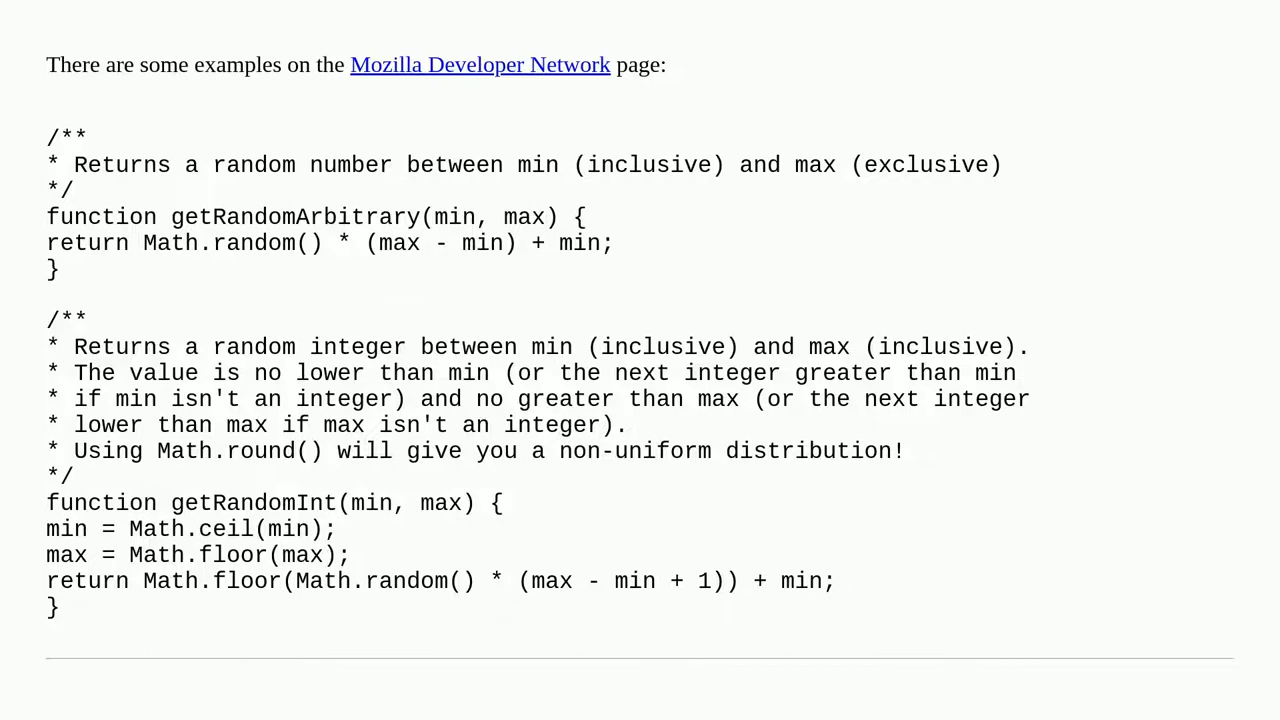 There are some examples on the Mozilla Developer Network page:
/**
* Returns a random number between min (inclusive) and max (exclusive)
*/
function getRandomArbitrary(min, max) {
return Math.random() * (max - min) + min;
}
/**
* Returns a random integer between min (inclusive) and max (inclusive).
* The value is no lower than min (or the next integer greater than min
* if min isn't an integer) and no greater than max (or the next integer
* lower than max if max isn't an integer).
* Using Math.round() will give you a non-uniform distribution!
*/
function getRandomInt(min, max) {
min = Math.ceil(min);
max = Math.floor(max);
return Math.floor(Math.random() * (max - min + 1)) + min;
}